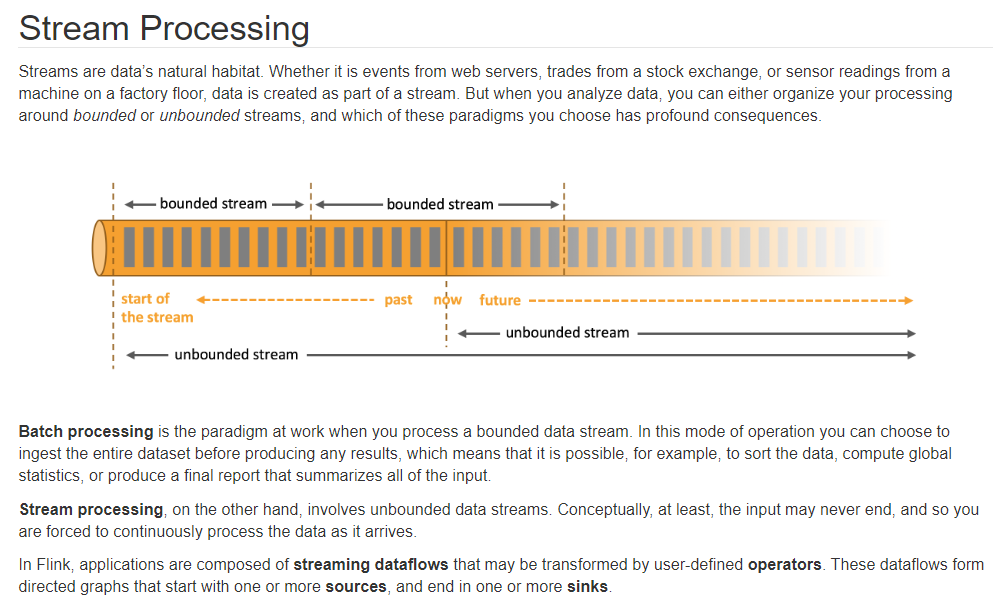 Stream Processing
Streams are data's natural habitat. Whether it is events from web servers, trades from a stock exchange, or sensor readings from a
machine on a factory floor, data is created as part of a stream. But when you analyze data, you can either organize your processing
around bounded or unbounded streams, and which of these paradigms you choose has profound consequences.
bounded stream bounded stream
start of past now future
the stream
unbounded stream
unbounded stream
Batch processing is the paradigm at work when you process a bounded data stream. In this mode of operation you can choose to
ingest the entire dataset before producing any results, which means that it is possible, for example, to sort the data, compute global
statistics, or produce a final report that summarizes all of the input.
Stream processing, on the other hand, involves unbounded data streams. Conceptually, at least, the input may never end, and so you
are forced to continuously process the data as it arrives.
In Flink, applications are composed of streaming dataflows that may be transformed by user-defined operators. These dataflows form
directed graphs that start with one or more sources, and end in one or more sinks.